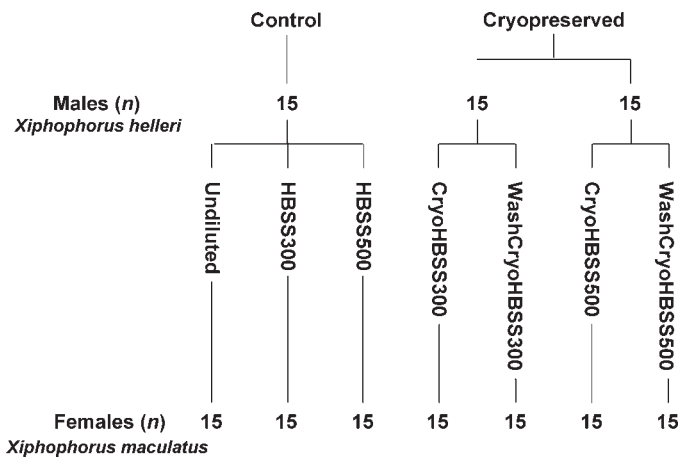 Control Cryopreserved
Males (n) 15 15 15
Xiphophorus helleri
Undiluted
HBSS300
HBSS500
CryoHBSS300
WashCryoHBSS300
CryoHBSS500
WashCryoHBSS500
Females (n) 15 15 15 15 15 15 15
Xiphophorus maculatus